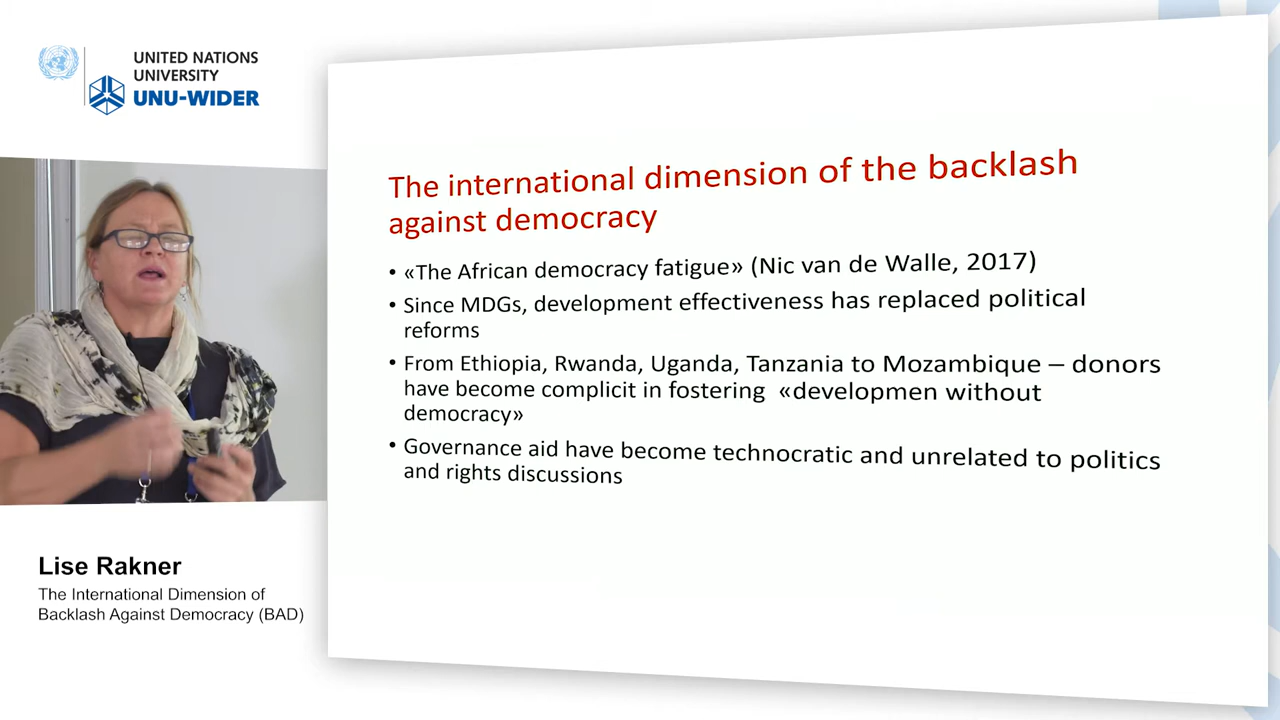 UNITED NATIONS
UNIVERSITY
UNU-WIDER
The international dimension of the backlash
against democracy
• «The African democracy fatigue» (Nic van de Walle, 2017)
• Since MDGs, development effectiveness has replaced political
reforms
• From Ethiopia, Rwanda, Uganda, Tanzania to Mozambique – donors
have become complicit in fostering «developmen without
democracy»
• Governance aid have become technocratic and unrelated to politics
and rights discussions
Lise Rakner
The International Dimension of
Backlash Against Democracy (BAD)